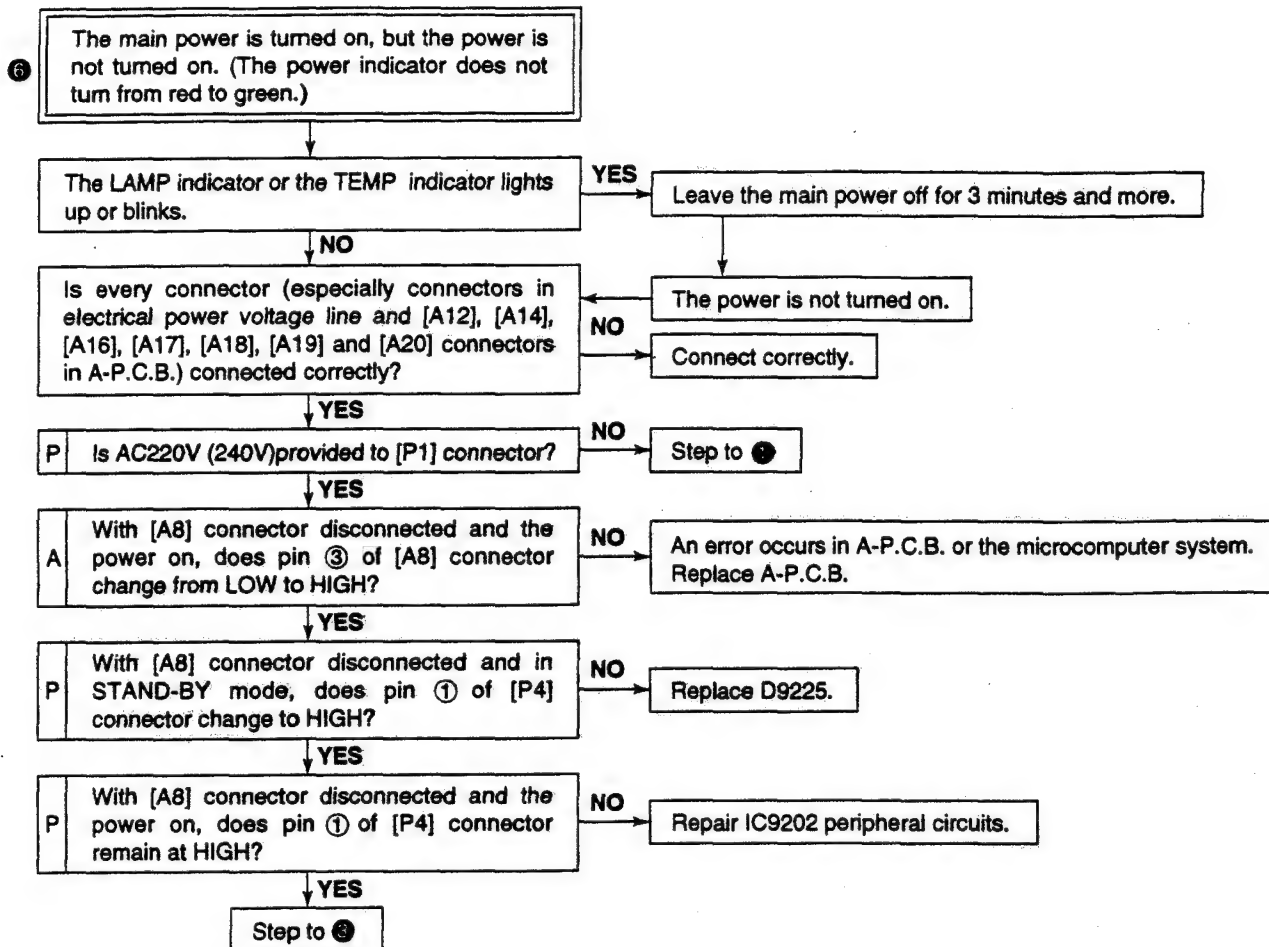 ❻
The main power is turned on, but the power is
not turned on. (The power indicator does not
turn from red to green.)
The LAMP indicator or the TEMP indicator lights
up or blinks.
YES
Leave the main power off for 3 minutes and more.
NO
The power is not turned on.
Is every connector (especially connectors in
electrical power voltage line and [A12], [A14],
[A16], [A17], [A18], [A19] and [A20] connectors
in A-P.C.B.) connected correctly?
NO
Connect correctly.
YES
P
Is AC220V (240V)provided to [P1] connector?
NO
Step to
YES
A
With [A8] connector disconnected and the
power on, does pin ③ of [A8] connector
change from LOW to HIGH?
NO
An error occurs in A-P.C.B. or the microcomputer system.
Replace A-P.C.B.
YES
P
With [A8] connector disconnected and in
STAND-BY mode, does pin ① of [P4]
connector change to HIGH?
NO
Replace D9225.
YES
P
With [A8] connector disconnected and the
power on, does pin ① of [P4] connector
remain at HIGH?
NO
Repair IC9202 peripheral circuits.
YES
Step to